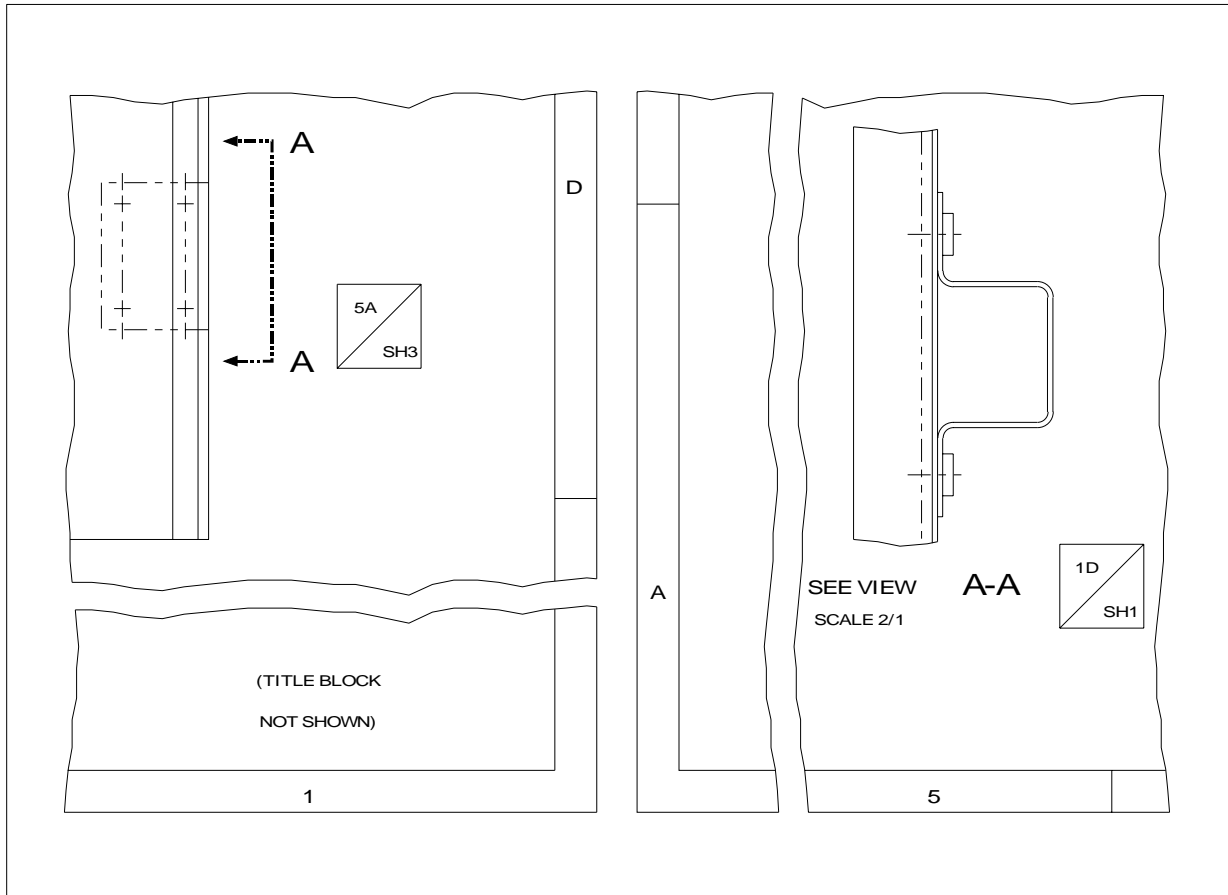 A
D
5A
SH3
A
(TITLE BLOCK
NOT SHOWN)
1
A
SEE VIEW A-A
SCALE 2/1
1D
SH1
5